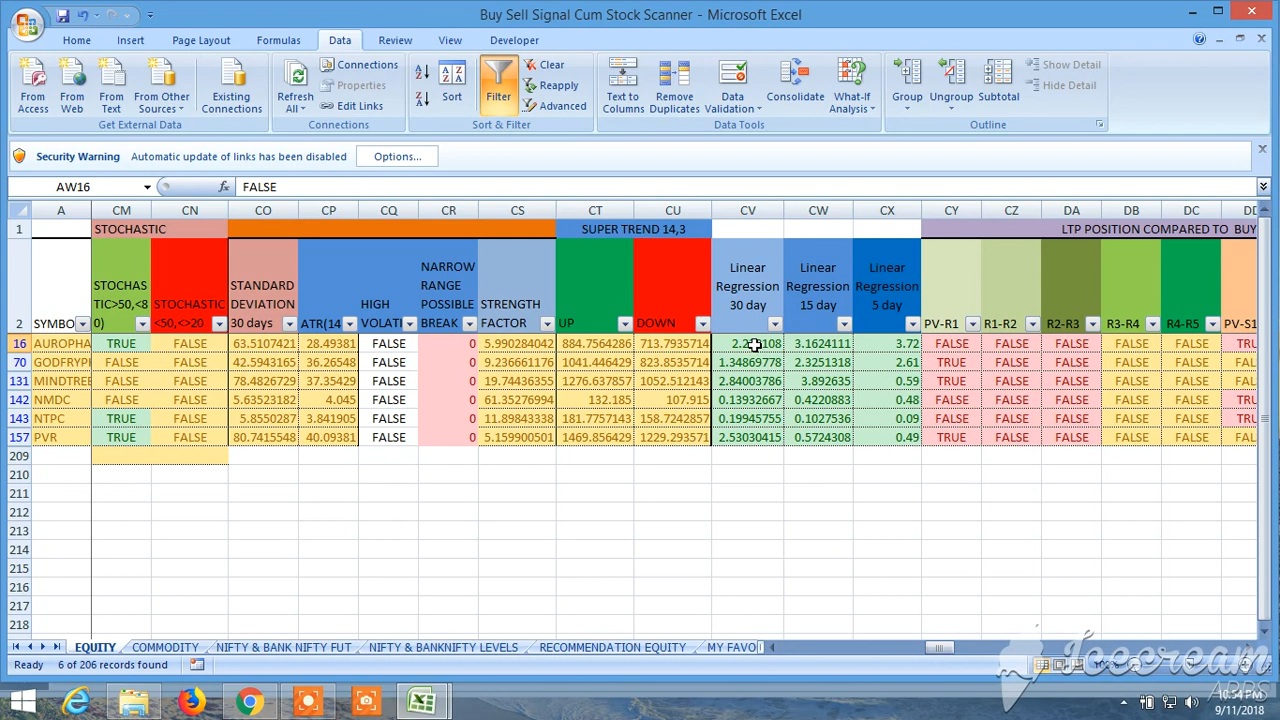 Buy Sell Signal Cum Stock Scanner - Microsoft Excel
Home Insert Page Layout Formulas Data Review View Developer
From Access From Web From Text From Other Sources Existing Connections Refresh All Connections Properties Edit Links Sort Filter Clear Reapply Advanced Text to Columns Remove Duplicates Data Validation Consolidate What-If Analysis Group Ungroup Subtotal Show Detail Hide Detail
Get External Data Connections Sort & Filter Data Tools Outline
Security Warning Automatic update of links has been disabled Options...
AW16 fx FALSE
A CM CN CO CP CQ CR CS CT CU CV CW CX CY CZ DA DB DC
1 STOCHASTIC SUPER TREND 14,3 LTP POSITION COMPARED TO BUY
2 SYMBO STOCHAS TIC>50,<8 0) STOCHASTIC <50,<>20 STANDARD DEVIATION 30 days ATR(14 HIGH VOLATI NARROW RANGE POSSIBLE BREAK STRENGTH FACTOR UP DOWN Linear Regression 30 day Linear Regression 15 day Linear Regression 5 day PV-R1 R1-R2 R2-R3 R3-R4 R4-R5 PV-S1
16 AUROPHA TRUE FALSE 63.5107421 28.49381 FALSE 0 5.990284042 884.7564286 713.7935714 3.1624111 3.72 FALSE FALSE FALSE FALSE FALSE TRU
70 GODFRYP FALSE FALSE 42.5943165 36.26548 FALSE 0 9.236661176 1041.446429 823.8535714 1.34869778 2.3251318 2.61 TRUE FALSE FALSE FALSE FALSE FAL
131 MINDTREE FALSE FALSE 78.4826729 37.35429 FALSE 0 19.74436355 1276.637857 1052.512143 2.84003786 3.892635 0.59 TRUE FALSE FALSE FALSE FALSE FAL
142 NMDC FALSE FALSE 5.63523182 4.045 FALSE 0 61.35276994 132.185 107.915 0.13932667 0.4220883 0.48 FALSE FALSE FALSE FALSE FALSE TRU
143 NTPC TRUE FALSE 5.8550287 3.841905 FALSE 0 11.89843338 181.7757143 158.7242857 0.19945755 0.1027536 0.09 FALSE FALSE FALSE FALSE FALSE TRU
157 PVR TRUE FALSE 80.7415548 40.09381 FALSE 0 5.159900501 1469.856429 1229.293571 2.53030415 0.5724308 0.49 TRUE FALSE FALSE FALSE FALSE FAL
209
210
211
212
213
214
215
216
217
218
EQUITY COMMODITY NIFTY & BANK NIFTY FUT NIFTY & BANKNIFTY LEVELS RECOMMENDATION EQUITY MY FAVO
Ready 6 of 206 records found
Icecream
APPS
9/11/2018